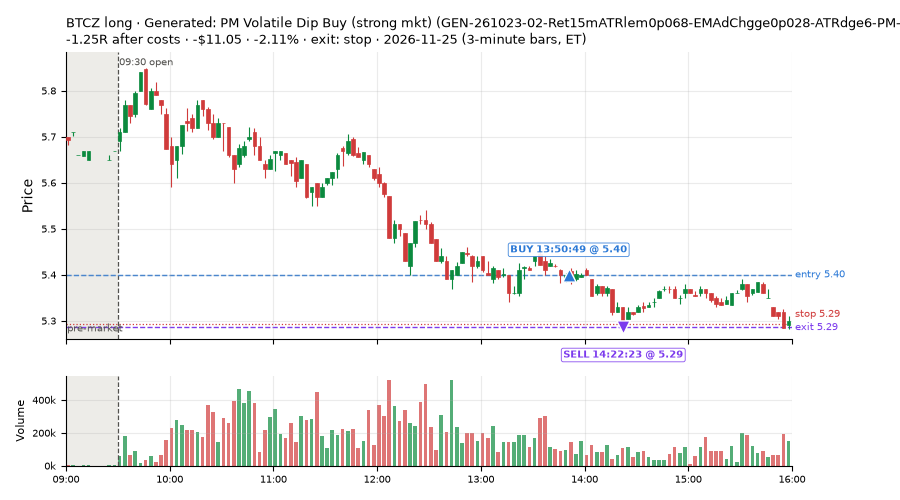 BTCZ long · Generated: PM Volatile Dip Buy (strong mkt) (GEN-261023-02-Ret15mATRlem0p068-EMAdChgge0p028-ATRdge6-PM-
-1.25R after costs · -$11.05 · -2.11% · exit: stop · 2026-11-25 (3-minute bars, ET)
09:30 open
5.8
5.7
5.6
5.5
5.4
5.3
Price
BUY 13:50:49 @ 5.40
entry 5.40
stop 5.29
exit 5.29
pre-market
SELL 14:22:23 @ 5.29
400k
200k
0k
Volume
09:00
10:00
11:00
12:00
13:00
14:00
15:00
16:00